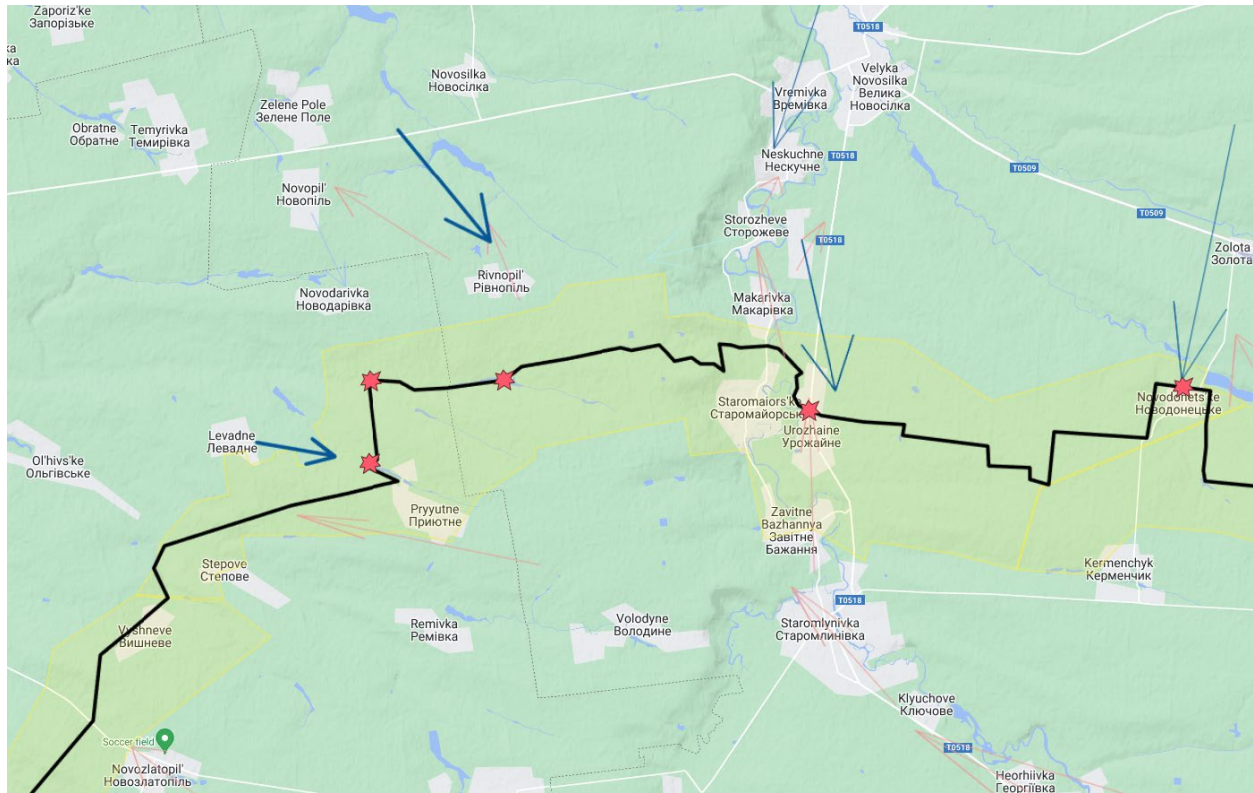 Zaporiz'ke
Запорізьке
T0518
Novosilka
Новосілка
Velyka
Novosilka
Велика
Новосілка
Vremivka
Времівка
Zelene Pole
Зелене Поле
Obratne
Обратне
Temyrivka
Темирівка
Neskuchne
Нескучне
T0518
T0509
Novopil'
Новопіль
Storozheve
Сторожеве
T0509
T0518
Zolota
Золота
Rivnopil'
Рівнопіль
Novodarivka
Новодарівка
Makarivka
Макарівка
Staromaiors'ke
Старомайорськ
Novodonets'ke
Новодонецьке
Urozhaine
Урожайне
Levadne
Левадне
Ol'hivs'ke
Ольгівське
Pryyutne
Приютне
Zavitne
Bazhannya
Завітне
Бажання
Stepove
Степове
Kermenchyk
Керменчик
T0518
Vyshneve
Вишневе
Remivka
Ремівка
Volodyne
Володине
Staromlynivka
Старомлинівка
Klyuchove
Ключове
Soccer field
T0518
Novozlatopil'
Новозлатопіль
Heorhiivka
Георгіївка